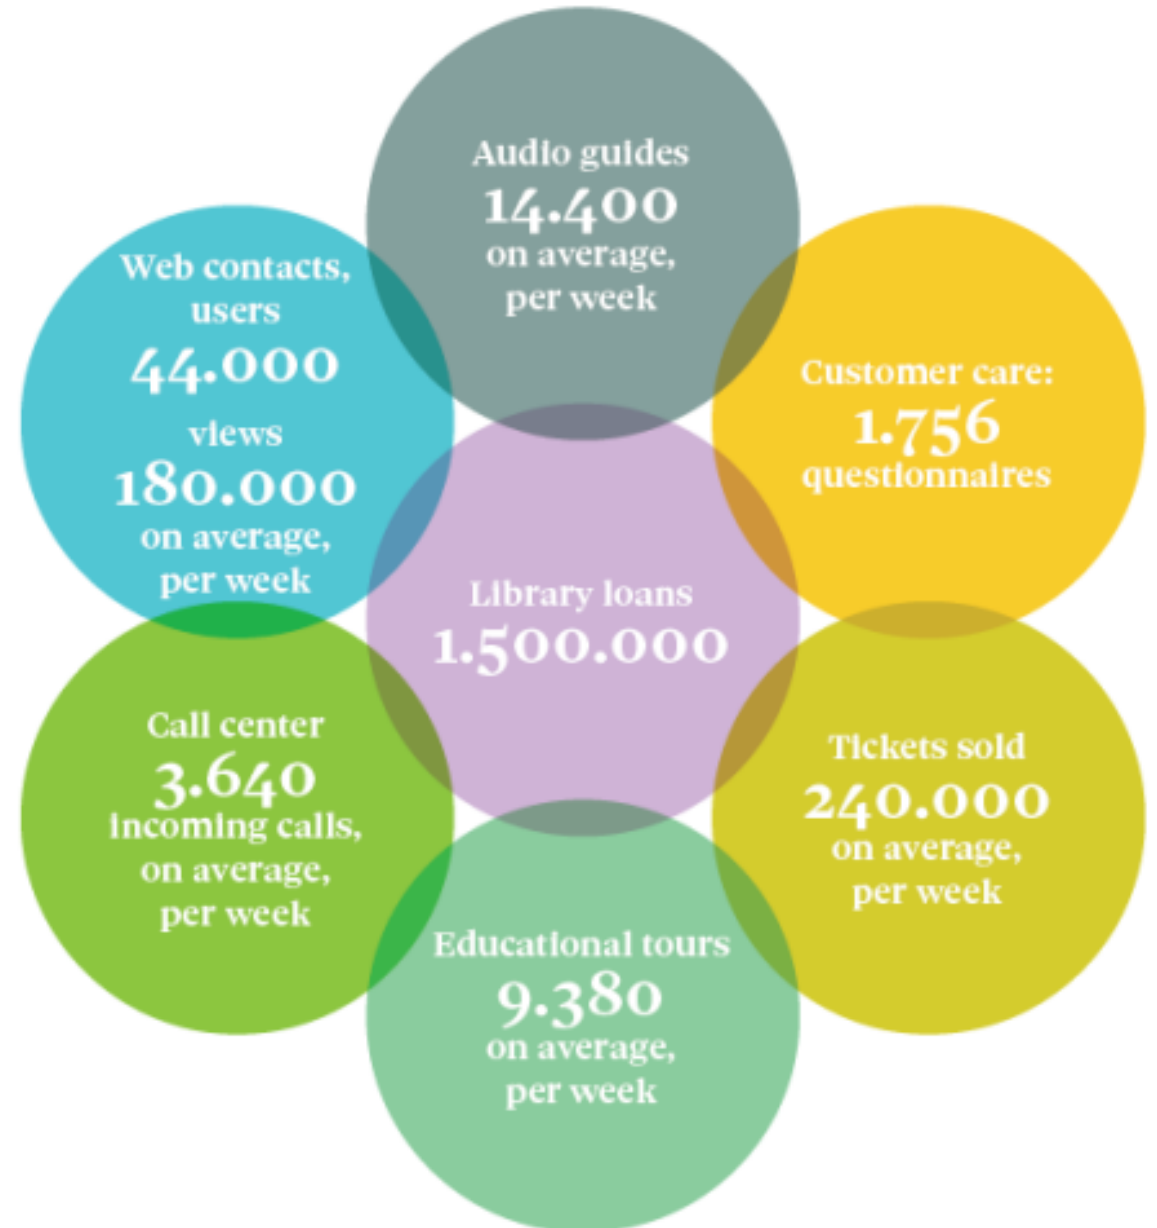 Audio guides
14.400
on average,
per week
Web contacts,
users
44.000
views
180.000
on average,
per week
Customer care:
1.756
questionnaires
Library loans
1.500.000
Call center
3.640
incoming calls,
on average,
per week
Tickets sold
240.000
on average,
per week
Educational tours
9.380
on average,
per week